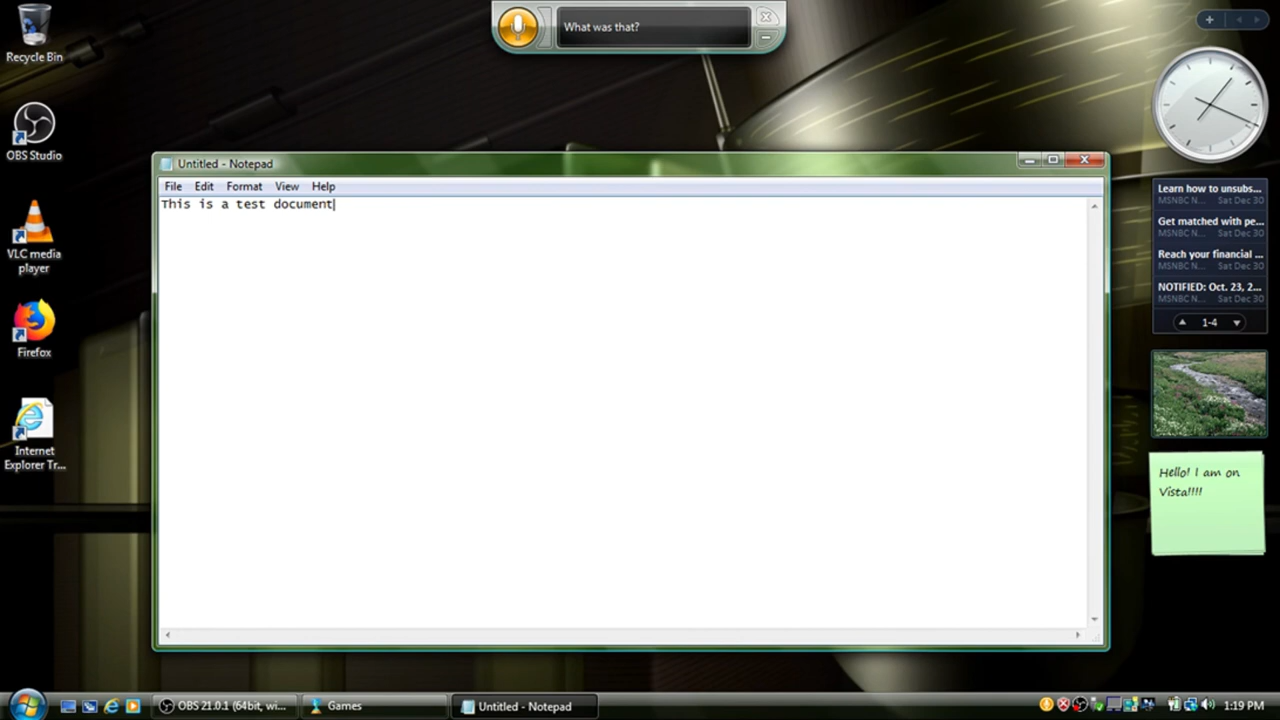 Recycle Bin
What was that?
OBS Studio
VLC media
player
Firefox
Internet
Explorer Tr...
Untitled - Notepad
File Edit Format View Help
This is a test document
Learn how to unsubs...
MSNBC N... Sat Dec 30
Get matched with pe...
MSNBC N... Sat Dec 30
Reach your financial ...
MSNBC N... Sat Dec 30
NOTIFIED: Oct. 23, 2...
MSNBC N... Sat Dec 30
1-4
Hello! I am on
Vista!!!!
OBS 21.0.1 (64bit, wi...
Games
Untitled - Notepad
1:19 PM